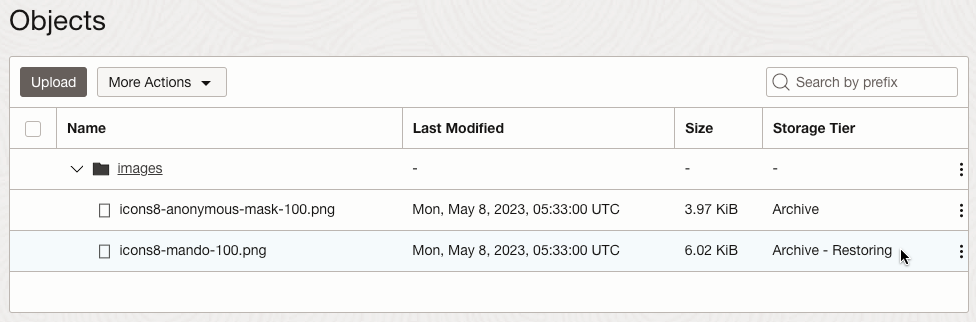 Objects
Upload More Actions Search by prefix
Name Last Modified Size Storage Tier
images - - -
icons8-anonymous-mask-100.png Mon, May 8, 2023, 05:33:00 UTC 3.97 KiB Archive
icons8-mando-100.png Mon, May 8, 2023, 05:33:00 UTC 6.02 KiB Archive - Restoring